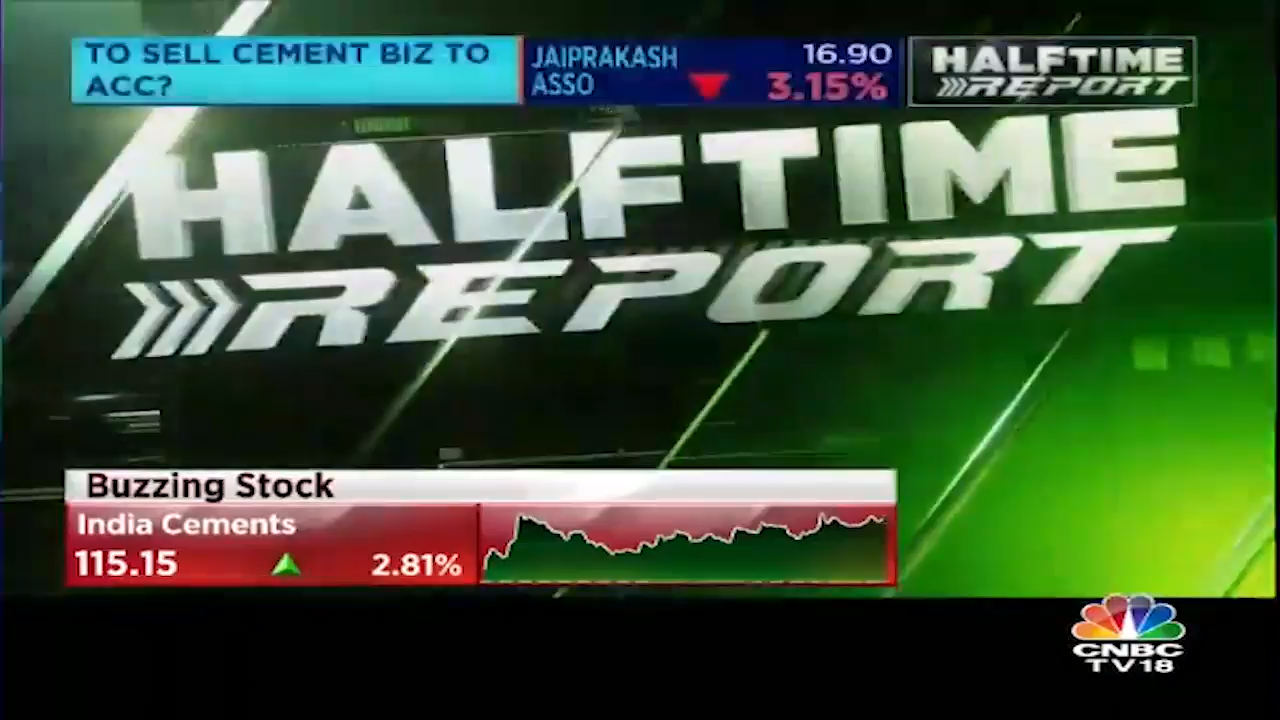 TO SELL CEMENT BIZ TO
ACC?
JAIPRAKASH
ASSO
16.90
3.15%
HALFTIME
REPORT
HALFTIME
REPORT
Buzzing Stock
India Cements
115.15
2.81%
CNBC
TV18